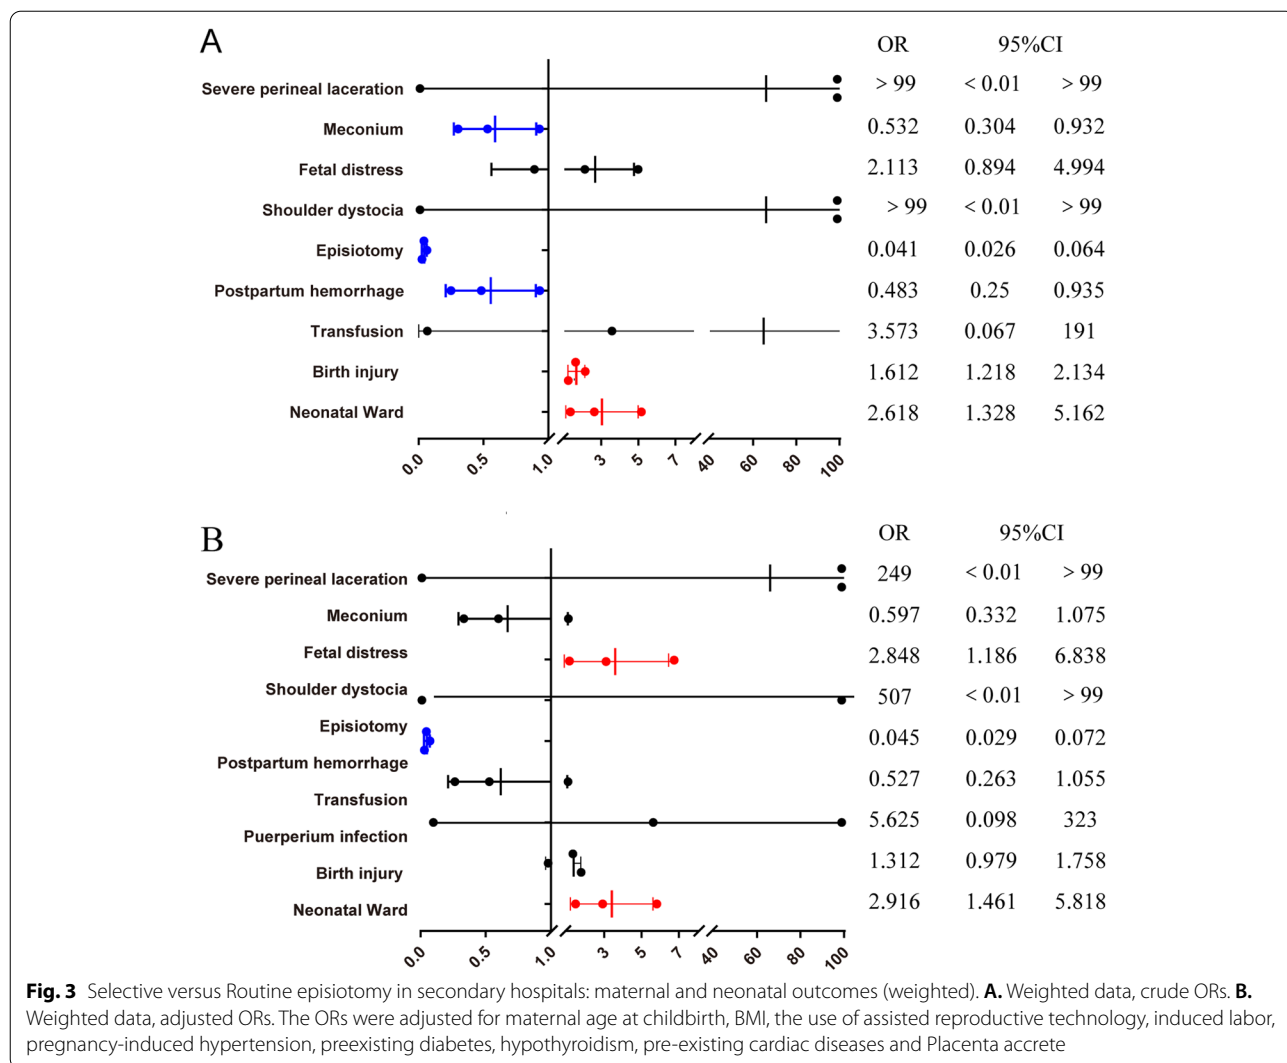 A
OR 95%CI
Severe perineal laceration > 99 < 0.01 > 99
Meconium 0.532 0.304 0.932
Fetal distress 2.113 0.894 4.994
Shoulder dystocia > 99 < 0.01 > 99
Episiotomy 0.041 0.026 0.064
Postpartum hemorrhage 0.483 0.25 0.935
Transfusion 3.573 0.067 191
Birth injury 1.612 1.218 2.134
Neonatal Ward 2.618 1.328 5.162
0.0 0.5 1.0 3 5 7 40 60 80 100
B
OR 95%CI
Severe perineal laceration 249 < 0.01 > 99
Meconium 0.597 0.332 1.075
Fetal distress 2.848 1.186 6.838
Shoulder dystocia 507 < 0.01 > 99
Episiotomy 0.045 0.029 0.072
Postpartum hemorrhage 0.527 0.263 1.055
Transfusion
5.625 0.098 323
Puerperium infection
1.312 0.979 1.758
Birth injury
2.916 1.461 5.818
Neonatal Ward
0.0 0.5 1.0 3 5 7 40 60 80 100
Fig. 3 Selective versus Routine episiotomy in secondary hospitals: maternal and neonatal outcomes (weighted). A. Weighted data, crude ORs. B.
Weighted data, adjusted ORs. The ORs were adjusted for maternal age at childbirth, BMI, the use of assisted reproductive technology, induced labor,
pregnancy-induced hypertension, preexisting diabetes, hypothyroidism, pre-existing cardiac diseases and Placenta accrete